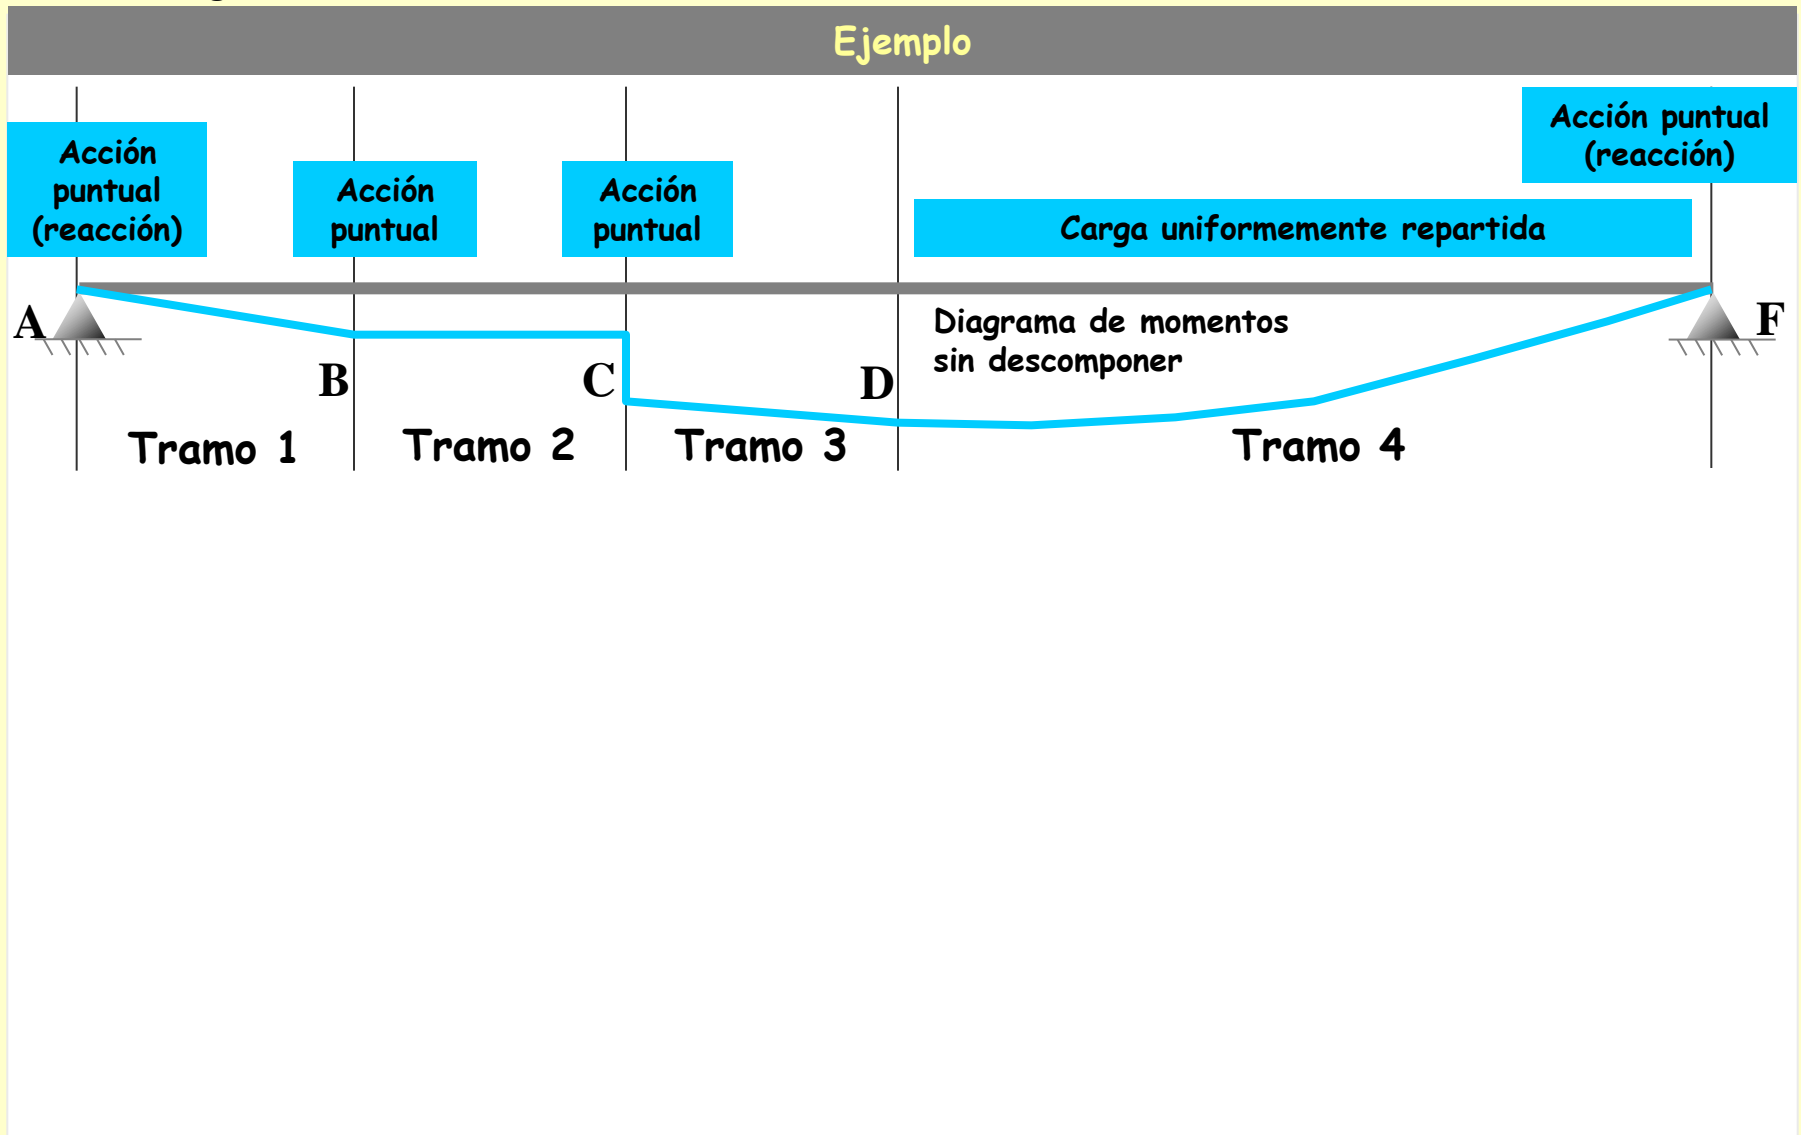 Ejemplo
Acción
puntual
(reacción)
Acción
puntual
Acción
puntual
Acción puntual
(reacción)
Carga uniformemente repartida
A
F
Diagrama de momentos
sin descomponer
B
C
D
Tramo 1
Tramo 2
Tramo 3
Tramo 4